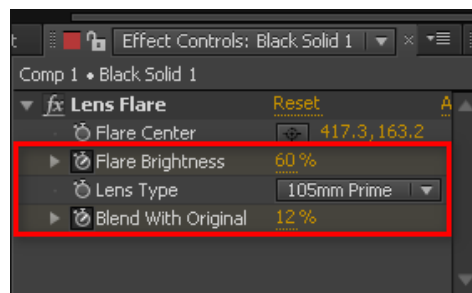 t Effect Controls: Black Solid 1
Comp 1 • Black Solid 1
fx Lens Flare Reset A
Flare Center 417.3, 163.2
Flare Brightness 60 %
Lens Type 105mm Prime
Blend With Original 12 %